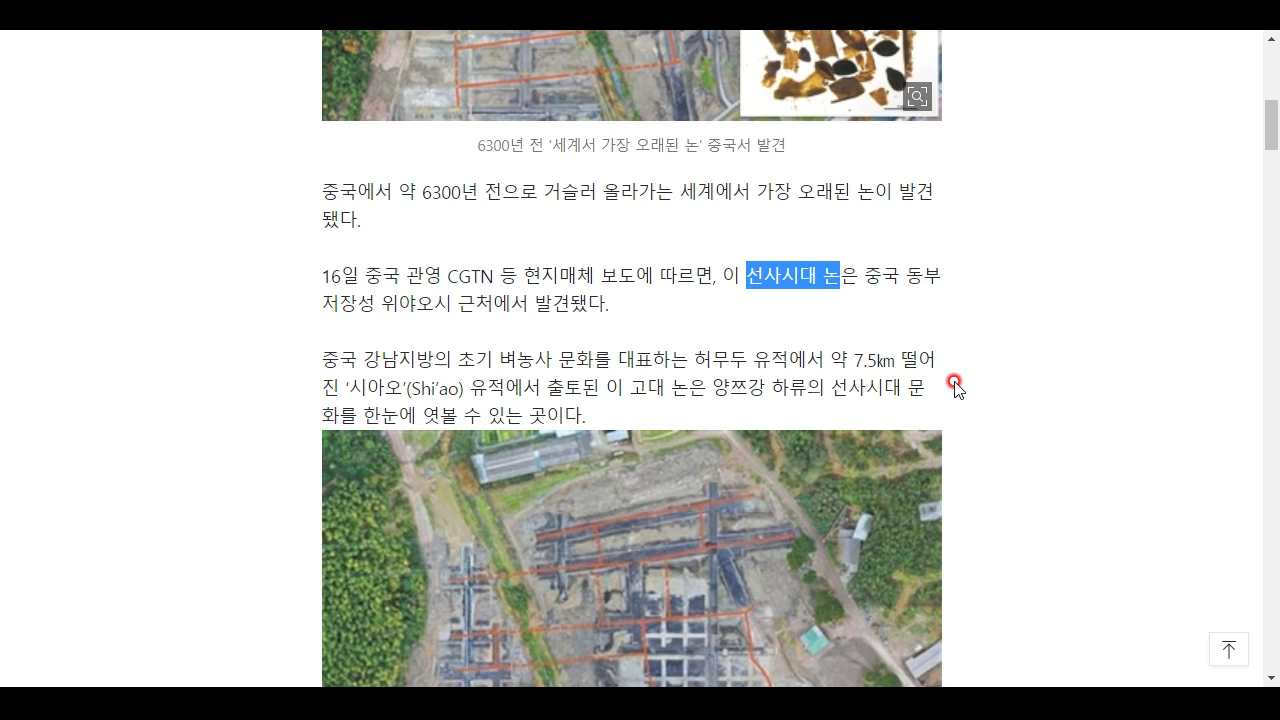 6300년 전 '세계서 가장 오래된 논' 중국서 발견
중국에서 약 6300년 전으로 거슬러 올라가는 세계에서 가장 오래된 논이 발견
됐다.
16일 중국 관영 CGTN 등 현지매체 보도에 따르면, 이 선사시대 논은 중국 동부
저장성 위야오시 근처에서 발견됐다.
중국 강남지방의 초기 벼농사 문화를 대표하는 허무두 유적에서 약 7.5㎞ 떨어
진 ‘시아오’(Shi’ao) 유적에서 출토된 이 고대 논은 양쯔강 하류의 선사시대 문
화를 한눈에 엿볼 수 있는 곳이다.